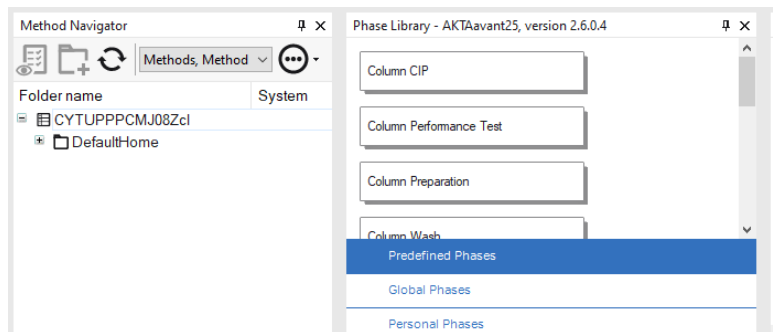 Method Navigator
Methods, Method
Folder name System
CYTUPPPCMJ08Zcl
DefaultHome
Phase Library - AKTAavant25, version 2.6.0.4
Column CIP
Column Performance Test
Column Preparation
Column Wash
Predefined Phases
Global Phases
Personal Phases